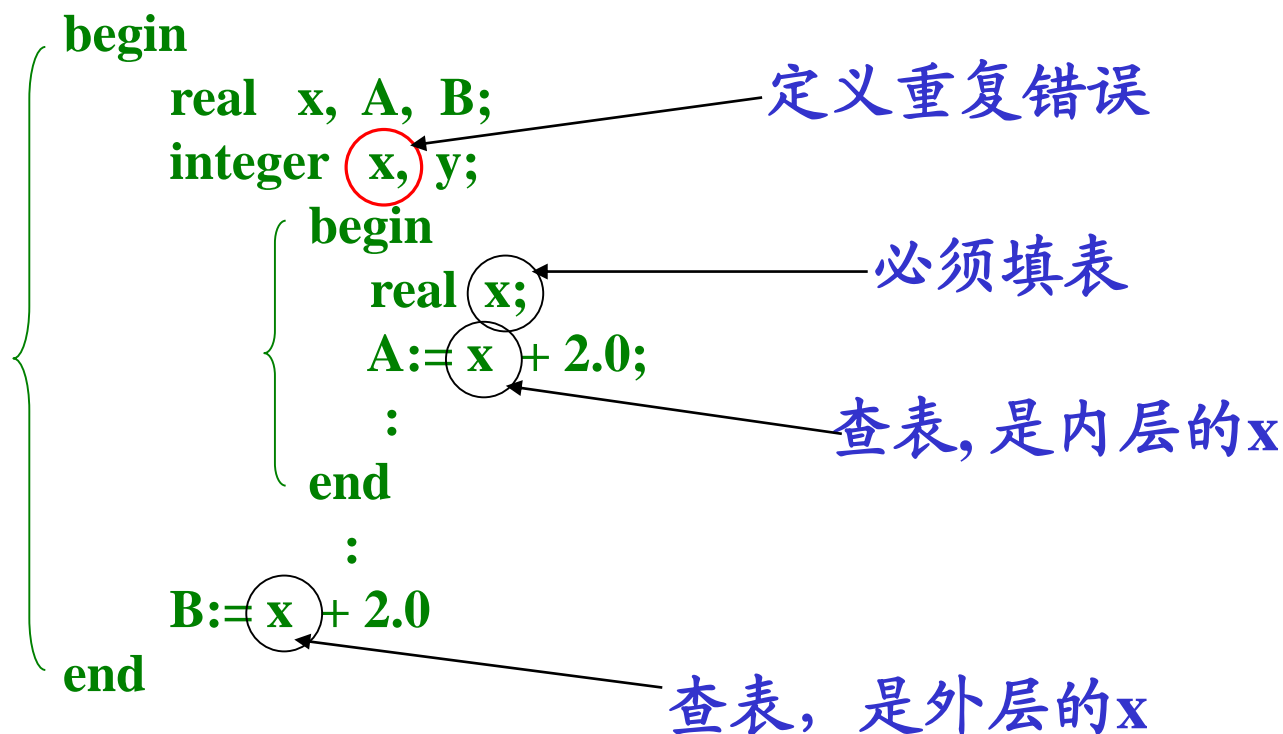 begin
real x, A, B;
定义重复错误
integer x, y;
begin
real x;
必须填表
A:= x + 2.0;
:
查表, 是内层的x
end
:
B:= x + 2.0
end
查表，是外层的x